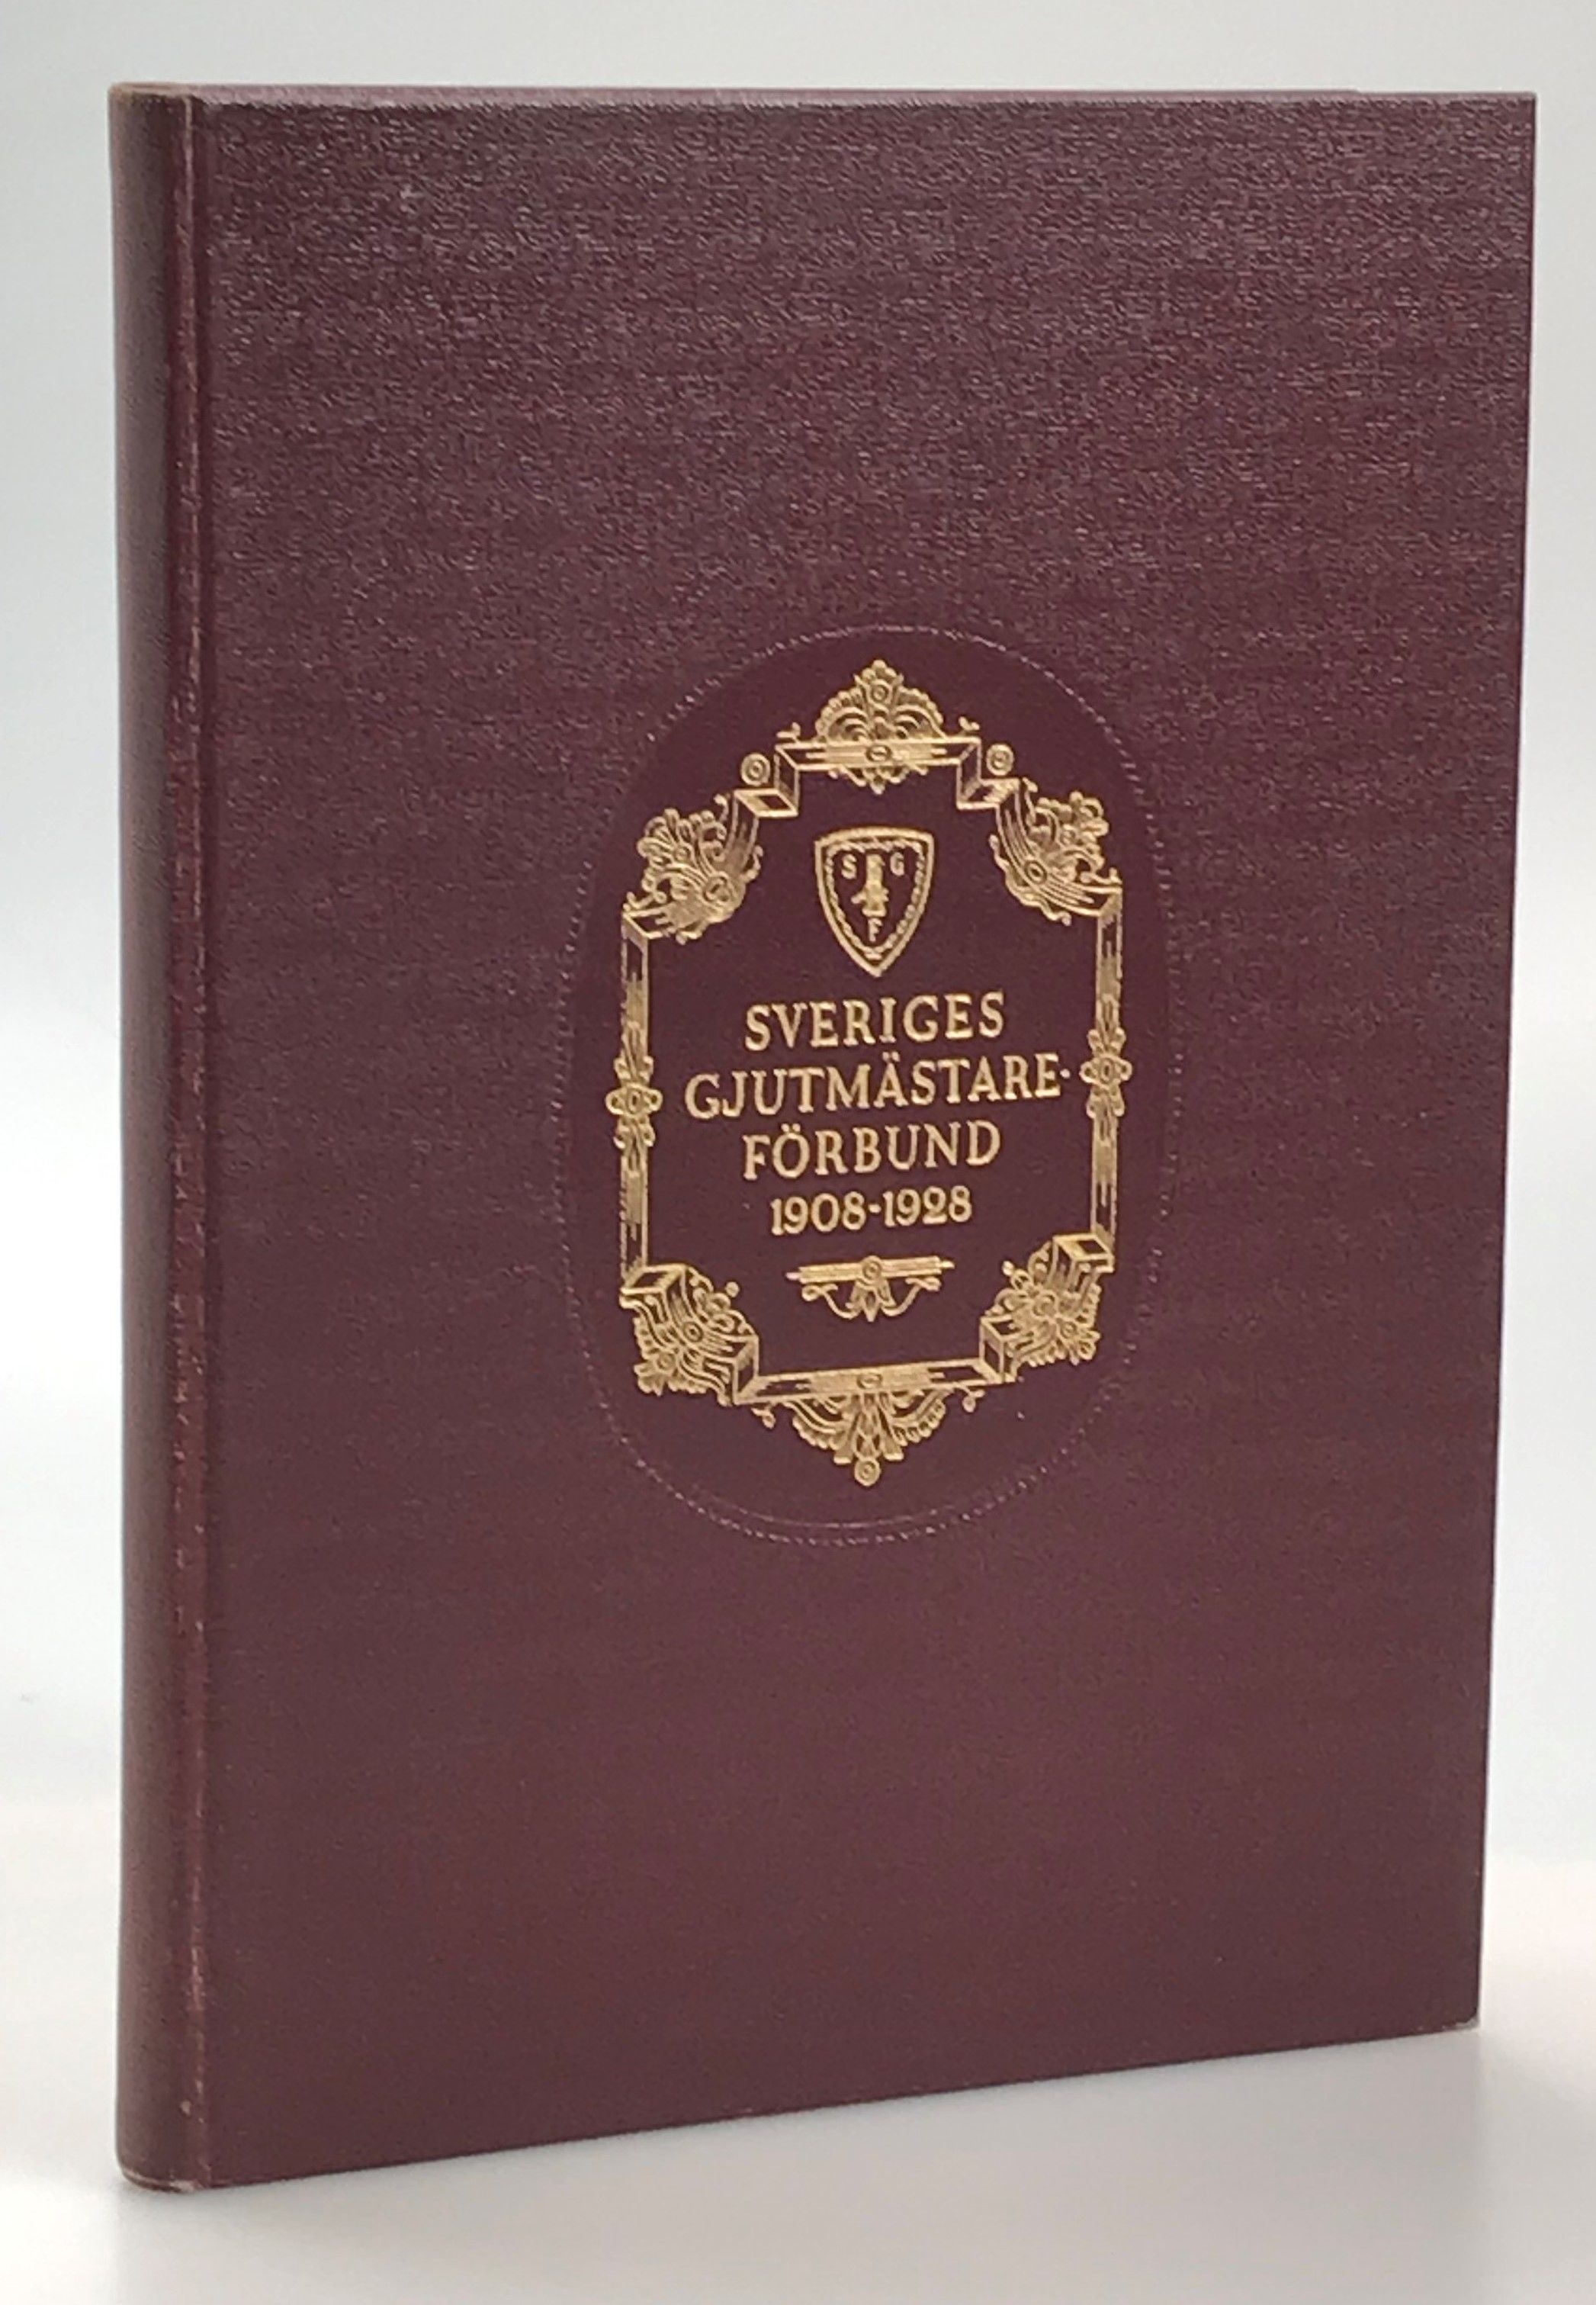 S G
F
SVERIGES
GJUTMÄSTARE-
FÖRBUND
1908-1928